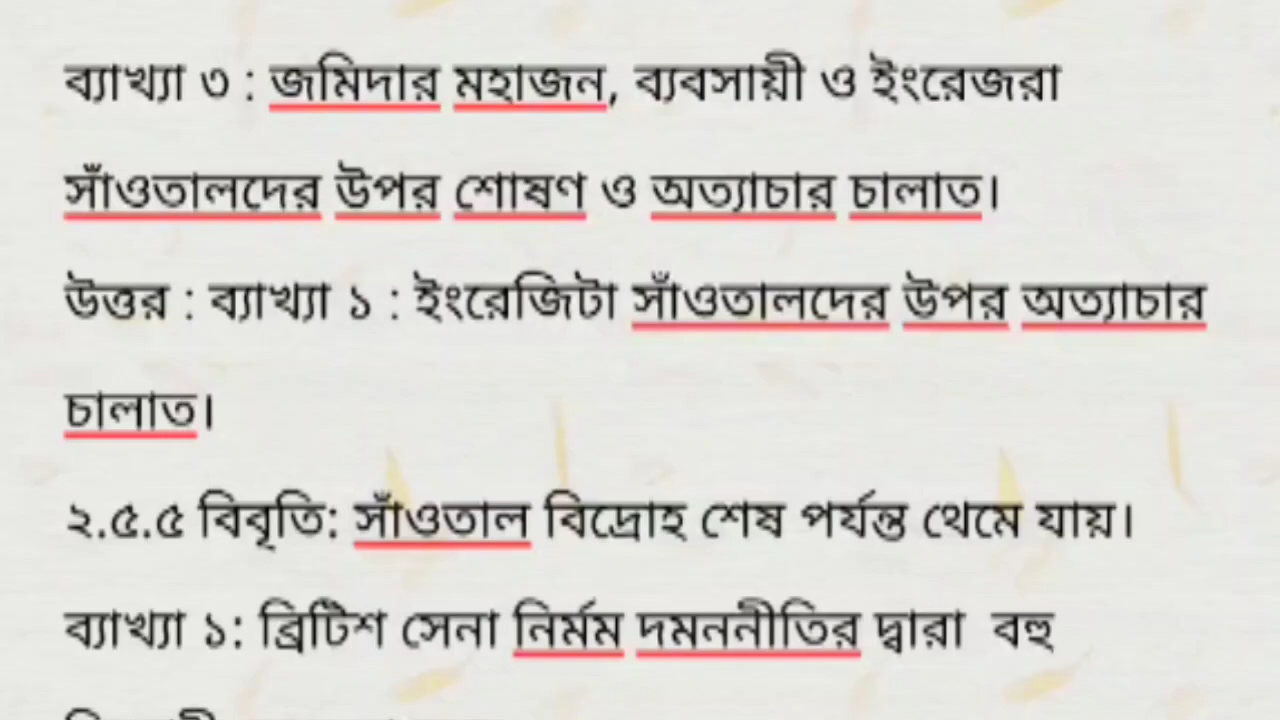 ব্যাখ্যা ৩ : জমিদার মহাজন, ব্যবসায়ী ও ইংরেজরা
সাঁওতালদের উপর শোষণ ও অত্যাচার চালাত।
উত্তর : ব্যাখ্যা ১ : ইংরেজিটা সাঁওতালদের উপর অত্যাচার
চালাত।
২.৫.৫ বিবৃতি: সাঁওতাল বিদ্রোহ শেষ পর্যন্ত থেমে যায়।
ব্যাখ্যা ১: ব্রিটিশ সেনা নির্মম দমননীতির দ্বারা বহু